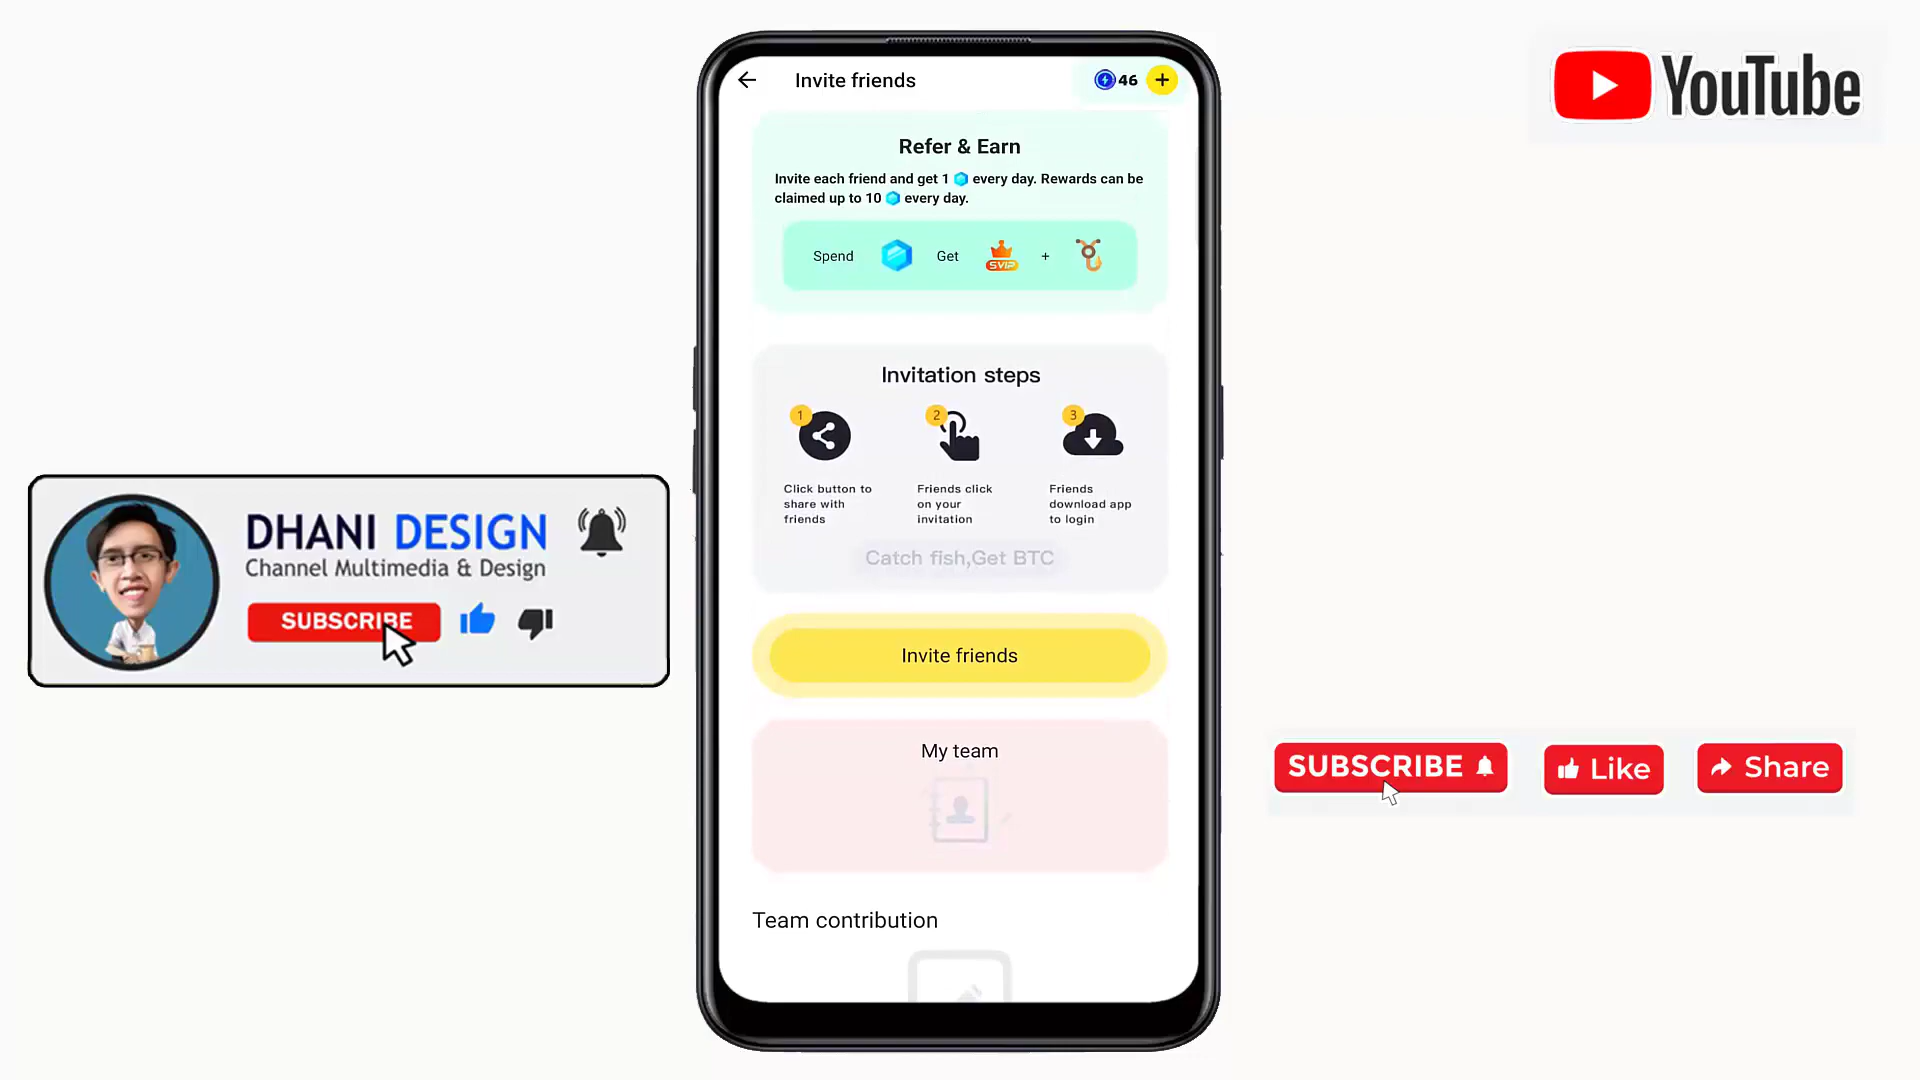 Invite friends
46
YouTube
Refer & Earn
Invite each friend and get 1 every day. Rewards can be
claimed up to 10 every day.
Spend Get SVIP +
Invitation steps
1 2 3
Click button to
share with
friends
Friends click
on your
invitation
Friends
download app
to login
Catch fish,Get BTC
DHANI DESIGN
Channel Multimedia & Design
SUBSCRIBE
Invite friends
My team
SUBSCRIBE
Like
Share
Team contribution